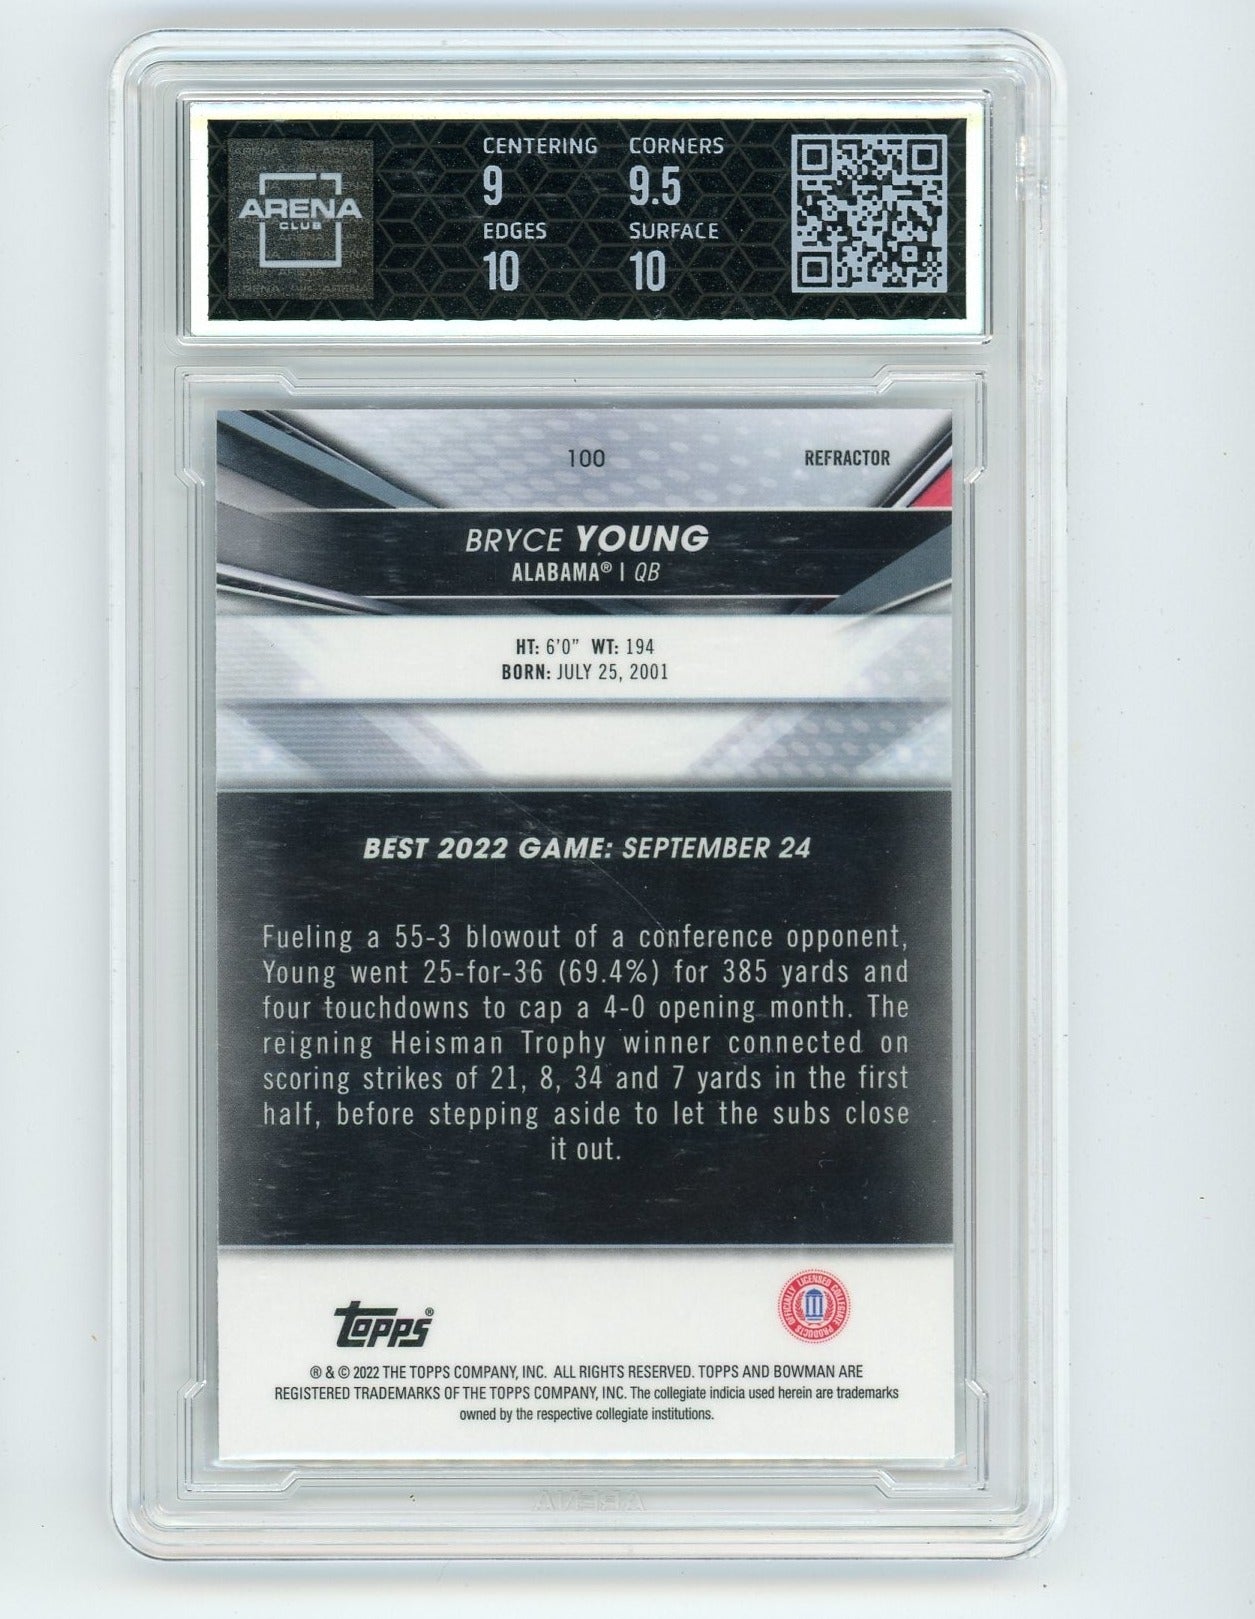 ARENA
CLUB
CENTERING CORNERS
9 9.5
EDGES SURFACE
10 10
100 REFRACTOR
BRYCE YOUNG
ALABAMA® | QB
HT: 6'0" WT: 194
BORN: JULY 25, 2001
BEST 2022 GAME: SEPTEMBER 24
Fueling a 55-3 blowout of a conference opponent,
Young went 25-for-36 (69.4%) for 385 yards and
four touchdowns to cap a 4-0 opening month. The
reigning Heisman Trophy winner connected on
scoring strikes of 21, 8, 34 and 7 yards in the first
half, before stepping aside to let the subs close
it out.
Topps®
OFFICIALLY LICENSED COLLEGIATE PRODUCTS
® & © 2022 THE TOPPS COMPANY, INC. ALL RIGHTS RESERVED. TOPPS AND BOWMAN ARE
REGISTERED TRADEMARKS OF THE TOPPS COMPANY, INC. The collegiate indicia used herein are trademarks
owned by the respective collegiate institutions.
ARENA